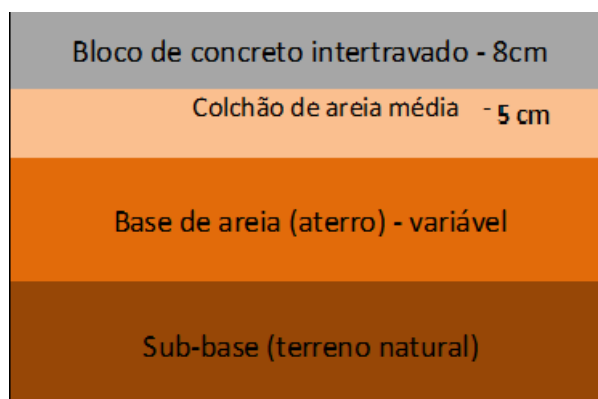 Bloco de concreto intertravado - 8cm
Colchão de areia média - 5 cm
Base de areia (aterro) - variável
Sub-base (terreno natural)